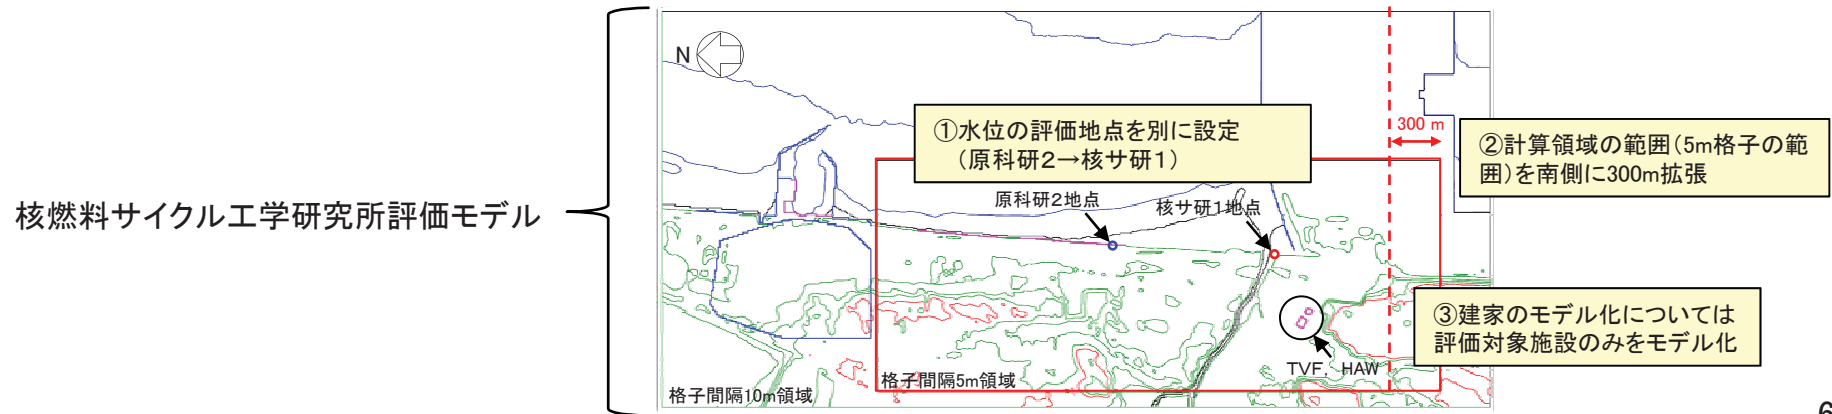 N
①水位の評価地点を別に設定
（原科研2→核サ研1）
300 m
②計算領域の範囲（5m格子の範
囲）を南側に300m拡張
原科研2地点
核サ研1地点
核燃料サイクル工学研究所評価モデル
③建家のモデル化については
評価対象施設のみをモデル化
TVF, HAW
格子間隔5m領域
格子間隔10m領域